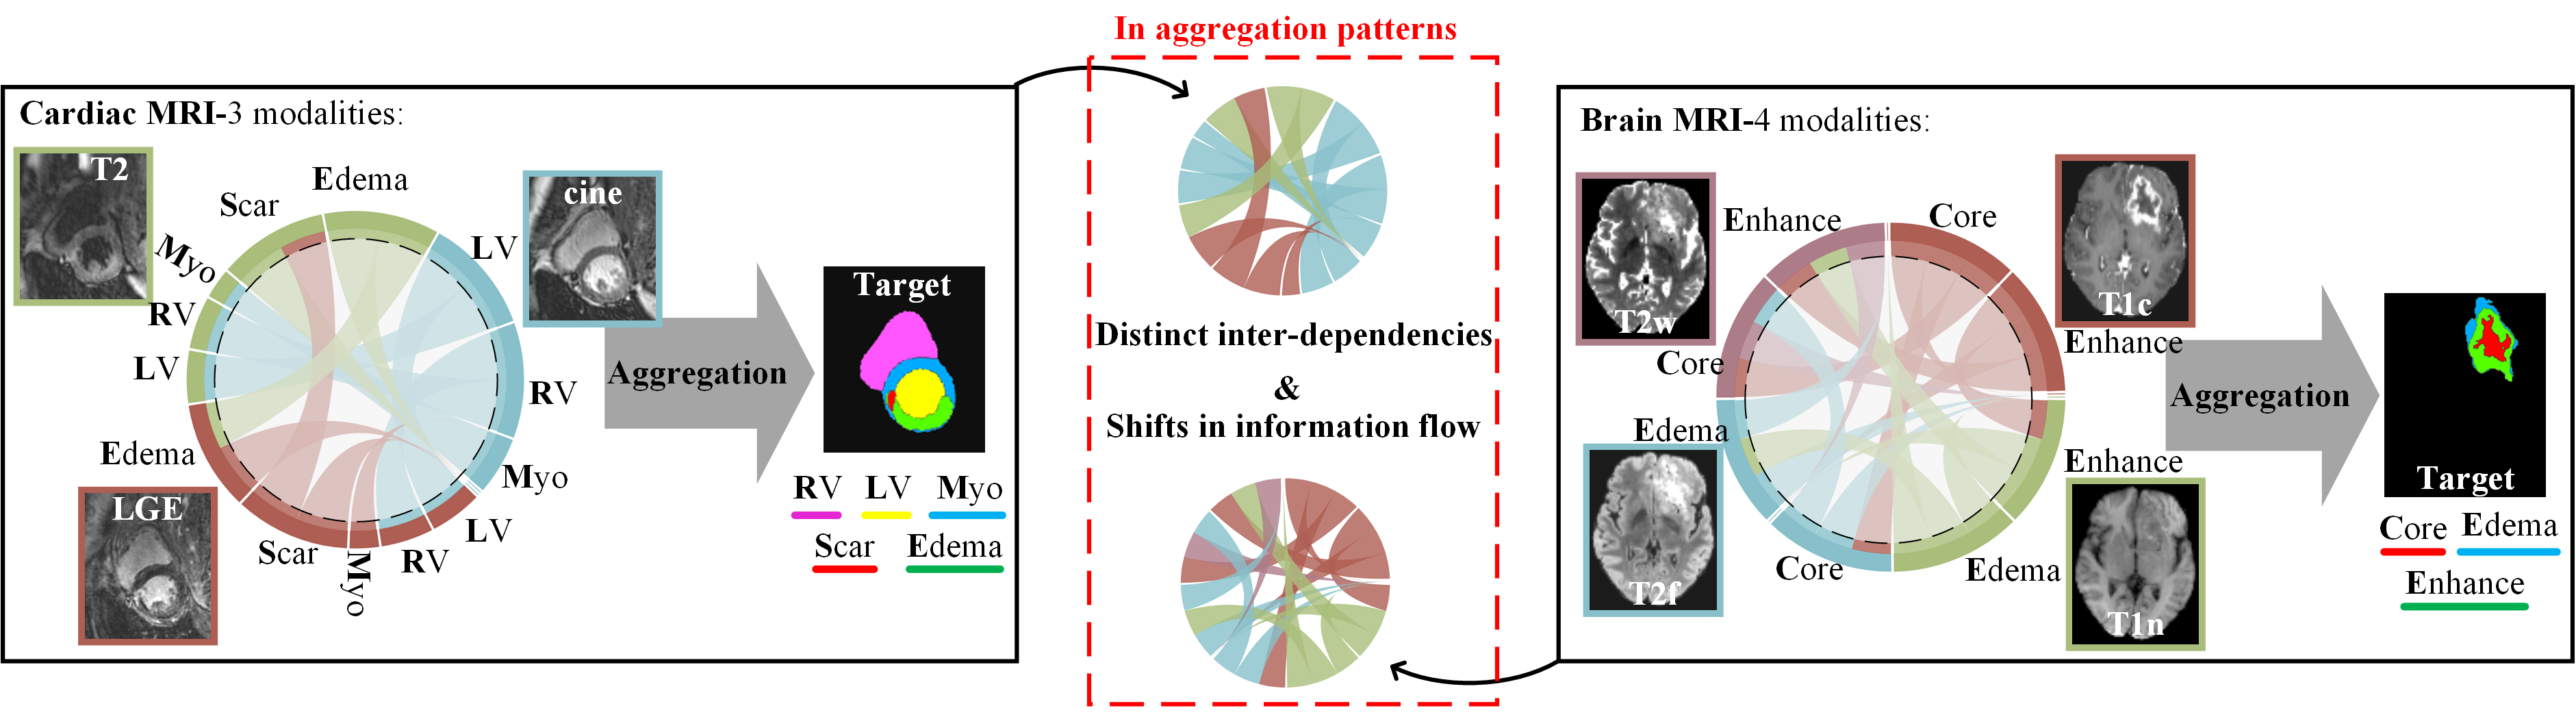 In aggregation patterns
Cardiac MRI-3 modalities:
T2
Scar
Edema
Myo
RV
LV
Edema
LGE
Scar
Myo
RV
LV
Myo
RV
LV
cine
Aggregation
Target
RV LV Myo
Scar Edema
Distinct inter-dependencies
&
Shifts in information flow
Brain MRI-4 modalities:
T2w
Enhance
Core
T1c
Enhance
Core
Edema
T2f
Core
Edema
Enhance
T1n
Aggregation
Target
Core Edema
Enhance